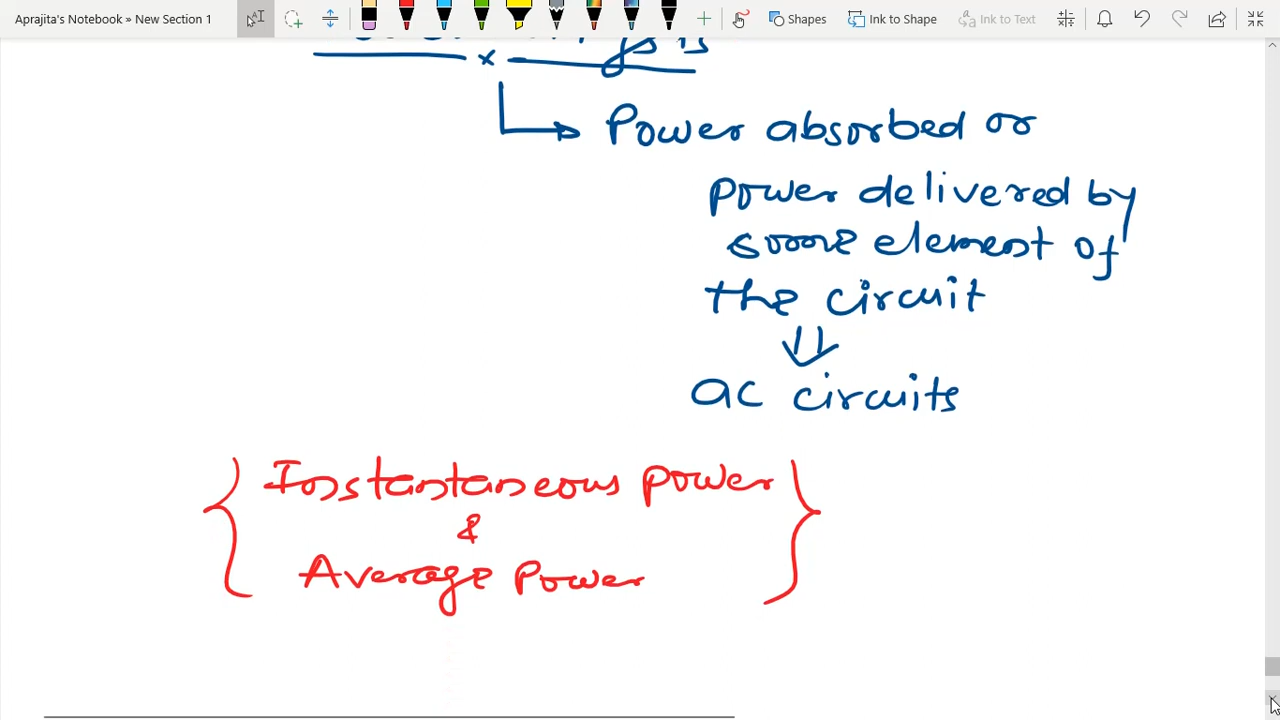 Aprajita's Notebook » New Section 1
Shapes
Ink to Shape
Ink to Text
Power absorbed or
power delivered by
some element of
the circuit
ac circuits
Instantaneous power
&
Average Power